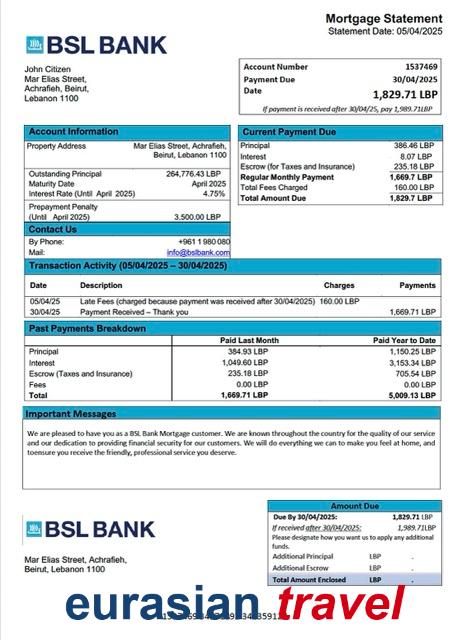 Mortgage Statement
Statement Date: 05/04/2025
BSL BANK
John Citizen
Mar Elias Street,
Achrafieh, Beirut,
Lebanon 1100
Account Number 1537469
Payment Due 30/04/2025
Date 1,829.71 LBP
If payment is received after 30/04/25, pay 1,989.71LBP
Account Information
Property Address Mar Elias Street, Achrafieh,
Beirut, Lebanon 1100
Outstanding Principal 264,776.43 LBP
Maturity Date April 2025
Interest Rate (Until April 2025) 4.75%
Prepayment Penalty
(Until April 2025) 3,500.00 LBP
Contact Us
By Phone: +961 1 980 080
Mail: info@bslbank.com
Current Payment Due
Principal 386.46 LBP
Interest 8.07 LBP
Escrow (for Taxes and Insurance) 235.18 LBP
Regular Monthly Payment 1,669.7 LBP
Total Fees Charged 160.00 LBP
Total Amount Due 1,829.7 LBP
Transaction Activity (05/04/2025 – 30/04/2025)
Date Description Charges Payments
05/04/25 Late Fees (charged because payment was received after 30/04/2025) 160.00 LBP
30/04/25 Payment Received – Thank you 1,669.71 LBP
Past Payments Breakdown
Paid Last Month Paid Year to Date
Principal 384.93 LBP 1,150.25 LBP
Interest 1,049.60 LBP 3,153.34 LBP
Escrow (Taxes and Insurance) 235.18 LBP 705.54 LBP
Fees 0.00 LBP 0.00 LBP
Total 1,669.71 LBP 5,009.13 LBP
Important Messages
We are pleased to have you as a BSL Bank Mortgage customer. We are known throughout the country for the quality of our service
and our dedication to providing financial security for our customers. We will do everything we can to make you feel at home, and
toensure you receive the friendly, professional service you deserve.
BSL BANK
Mar Elias Street, Achrafieh,
Beirut, Lebanon 1100
Amount Due
Due By 30/04/2025: 1,829.71 LBP
If received after 30/04/2025: 1,989.71LBP
Please designate how you want us to apply any additional
funds.
Additional Principal LBP .
Additional Escrow LBP .
Total Amount Enclosed LBP .
eurasian travel